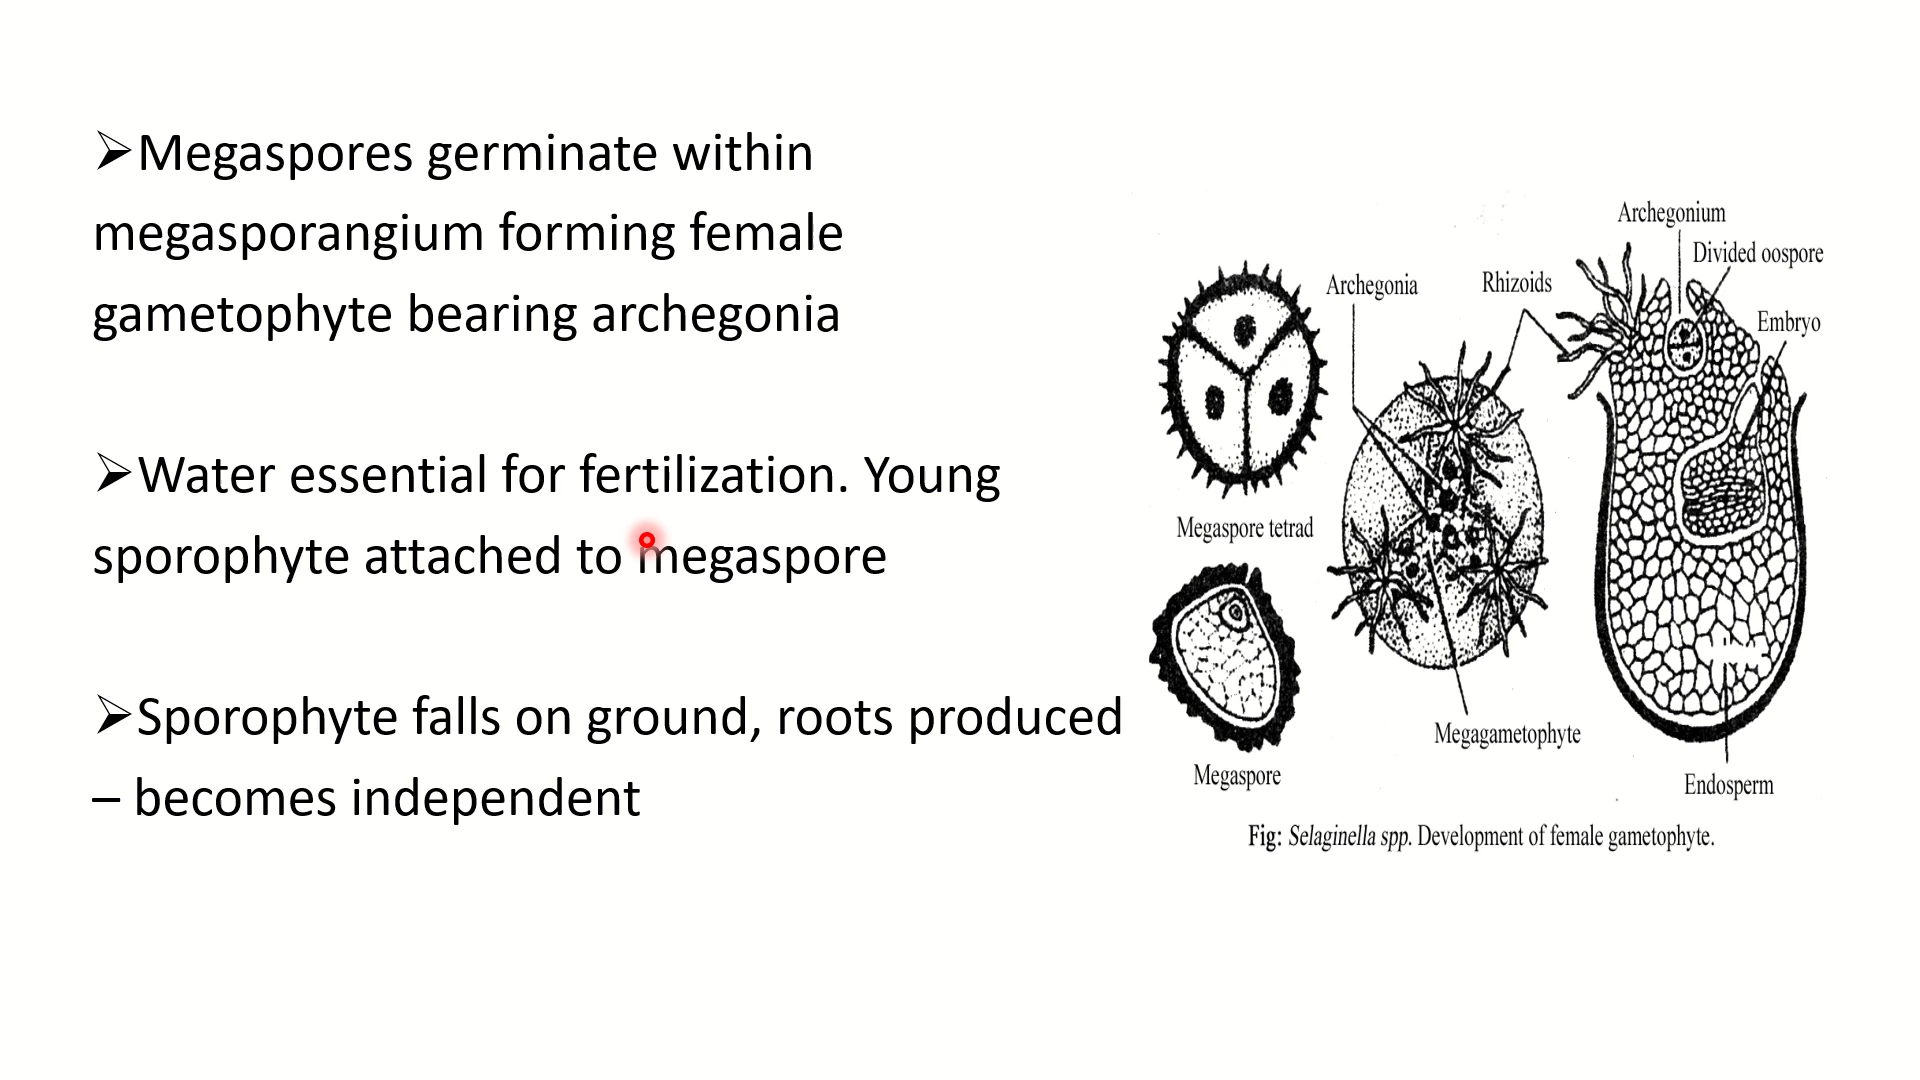 ➢Megaspores germinate within
megasporangium forming female
gametophyte bearing archegonia
➢Water essential for fertilization. Young
sporophyte attached to megaspore
➢Sporophyte falls on ground, roots produced
– becomes independent
Archegonium
Divided oospore
Archegonia
Rhizoids
Embryo
Megaspore tetrad
Megagametophyte
Megaspore
Endosperm
Fig: Selaginella spp. Development of female gametophyte.